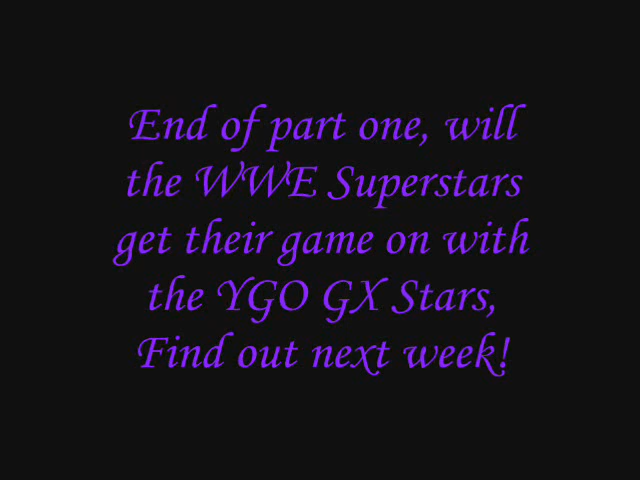 End of part one, will
the WWE Superstars
get their game on with
the YGO GX Stars,
Find out next week!